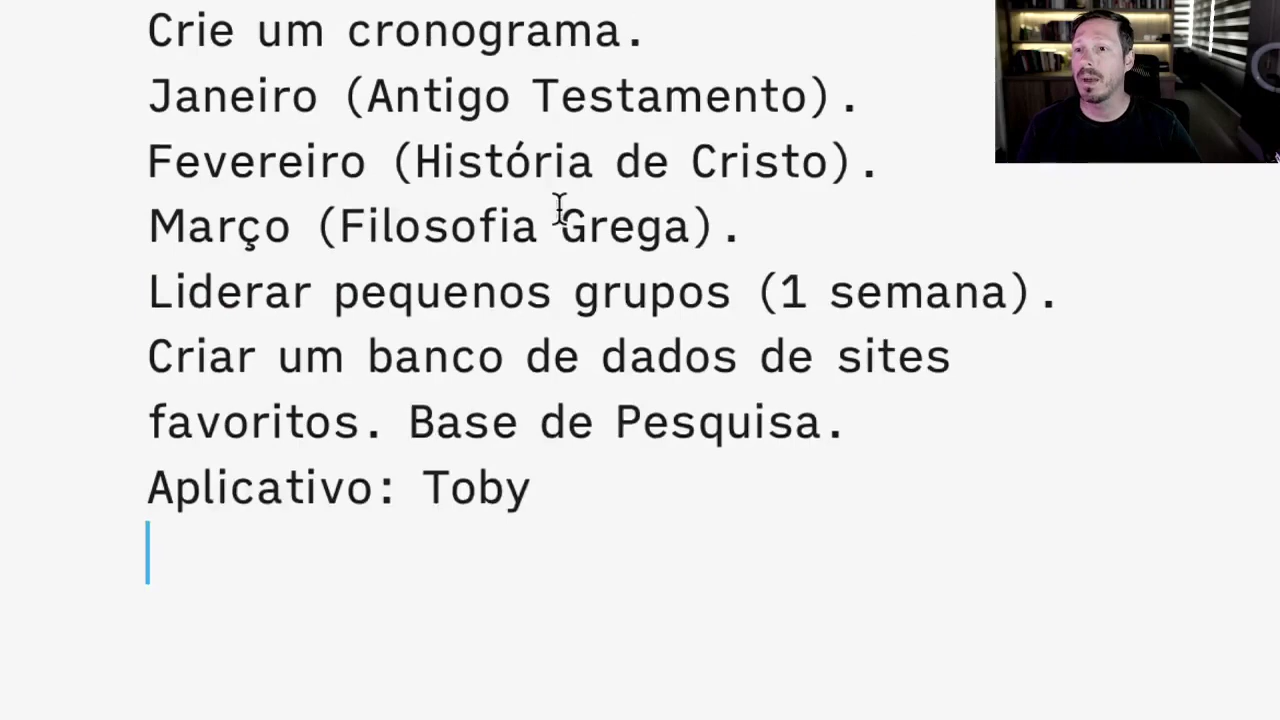 Crie um cronograma.
Janeiro (Antigo Testamento).
Fevereiro (História de Cristo).
Março (Filosofia Grega).
Liderar pequenos grupos (1 semana).
Criar um banco de dados de sites
favoritos. Base de Pesquisa.
Aplicativo: Toby